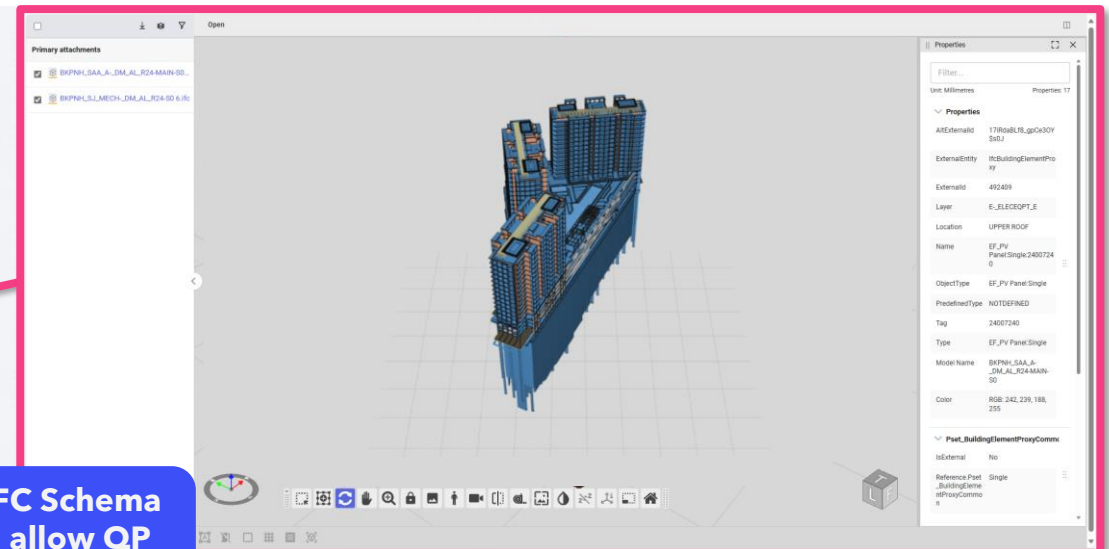 Open
Primary attachments
BKPNH_SAA_A-_DM_AL_R24-MAIN-S0...
BKPNH_SJ_MECH-_DM_AL_R24-S0 6.ifc
Properties
Filter...
Unit: Millimetres Properties: 17
Properties
AltExternalId 17IRdaBLf8_gpCe3OY
Ss0J
ExternalEntity IfcBuildingElementPro
xy
ExternalId 492409
Layer E-_ELECEQPT_E
Location UPPER ROOF
Name EF_PV
Panel:Single:2400724
0
ObjectType EF_PV Panel:Single
PredefinedType NOTDEFINED
Tag 24007240
Type EF_PV Panel:Single
Model Name BKPNH_SAA_A-
_DM_AL_R24-MAIN-
S0
Color RGB: 242, 239, 188,
255
Pset_BuildingElementProxyCommo
IsExternal No
Reference.Pset Single
_BuildingEleme
ntProxyCommo
n
FC Schema
allow QP
L F